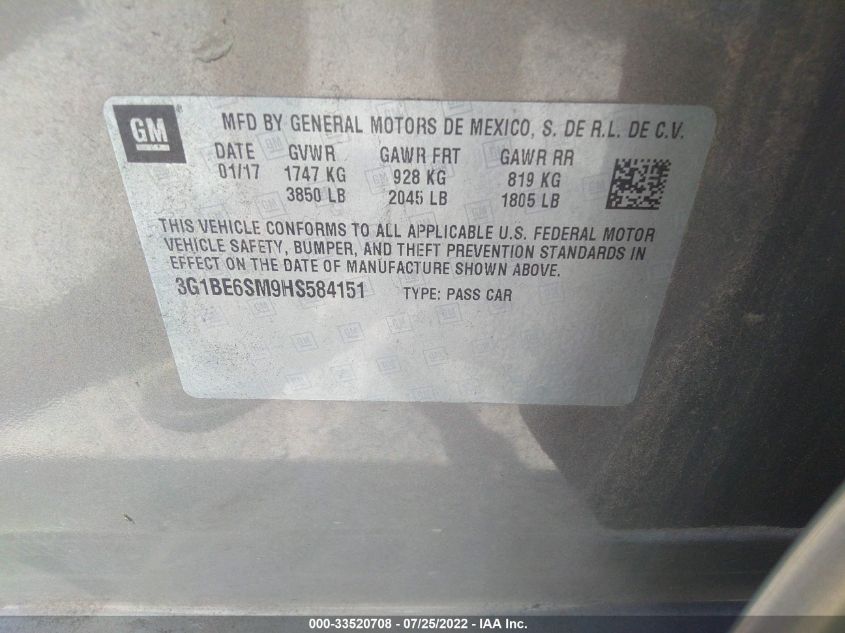 GM ®
MFD BY GENERAL MOTORS DE MEXICO, S. DE R.L. DE C.V.
DATE GVWR GAWR FRT GAWR RR
01/17 1747 KG 928 KG 819 KG
3850 LB 2045 LB 1805 LB
THIS VEHICLE CONFORMS TO ALL APPLICABLE U.S. FEDERAL MOTOR
VEHICLE SAFETY, BUMPER, AND THEFT PREVENTION STANDARDS IN
EFFECT ON THE DATE OF MANUFACTURE SHOWN ABOVE.
3G1BE6SM9HS584151 TYPE: PASS CAR
000-33520708 - 07/25/2022 - IAA Inc.